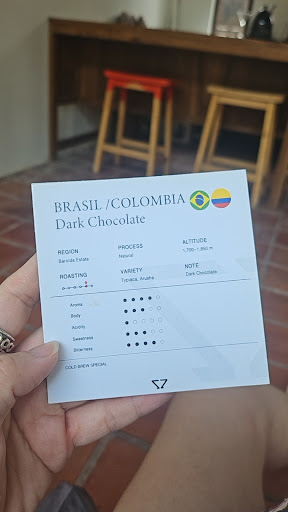 BRASIL /COLOMBIA
Dark Chocolate
REGION
PROCESS
ALTITUDE
Natural
ROASTING
VARIETY
NOTE
Dark Chocolate
Aroma
Body
Acidity
Sweetness
Bitterness
COLD BREW SPECIAL